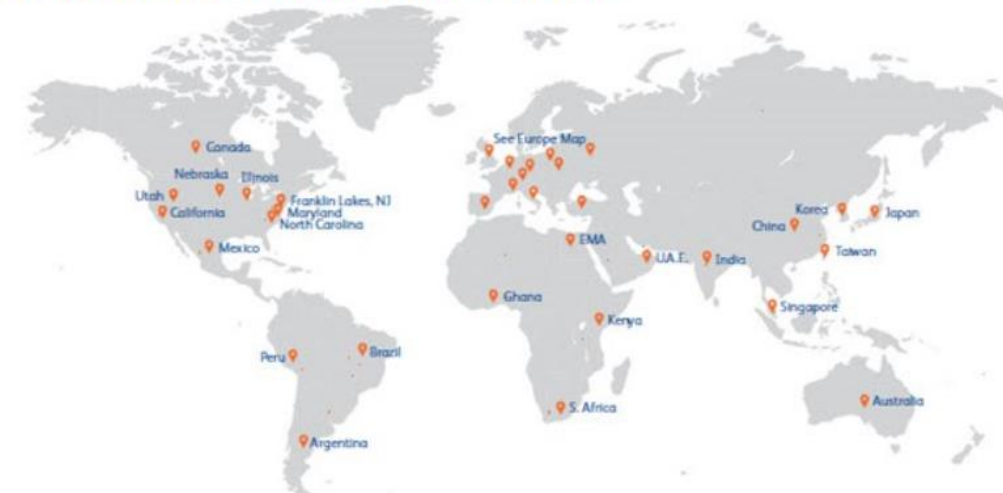 See Europe Map
Canada
Nebraska
Illinois
Utah
Franklin Lakes, NJ
California
Maryland
North Carolina
Mexico
Korea
Japan
China
EMA
Taiwan
U.A.E.
India
Ghana
Singapore
Kenya
Peru
Brazil
S. Africa
Australia
Argentina